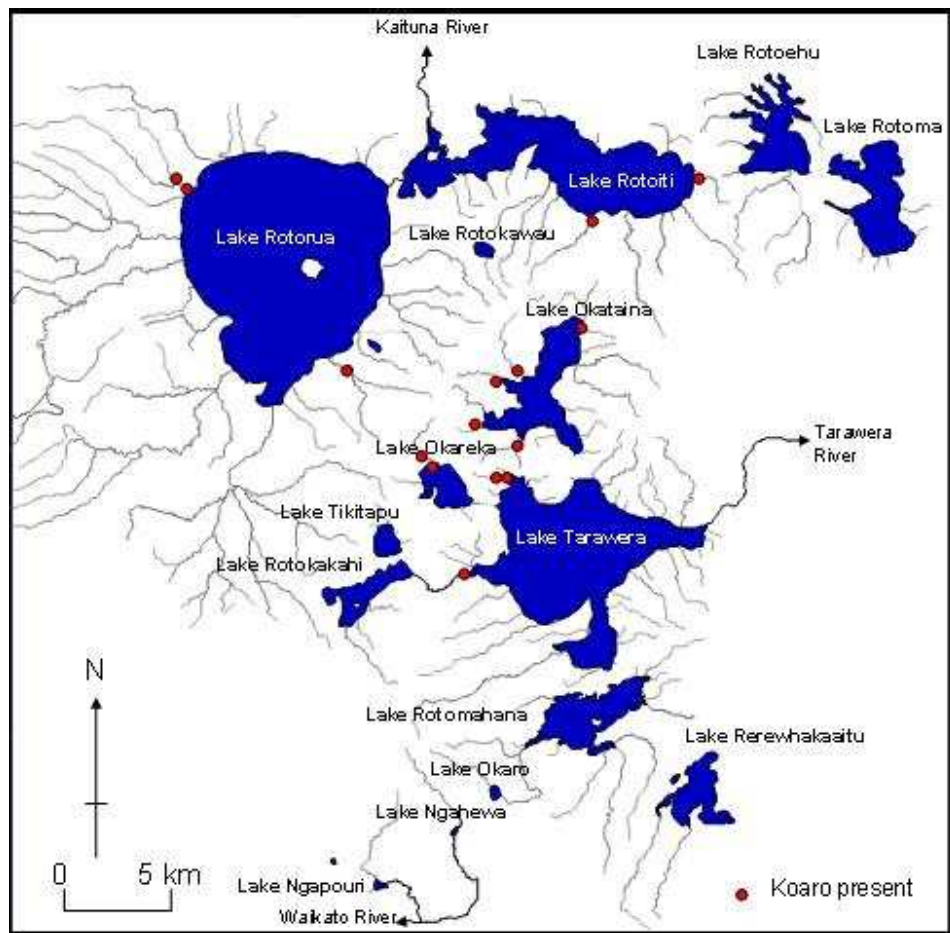 Kaituna River
Lake Rotoehu
Lake Rotoma
Lake Rotoiti
Lake Rotorua
Lake Rotokawau
Lake Okataina
Tarawera
River
Lake Okareka
Lake Tikitapu
Lake Tarawera
Lake Rotokakahi
N
Lake Rotomahana
Lake Rerewhakaaitu
Lake Okaro
Lake Ngahewa
0 5 km
Lake Ngapouri
Koaro present
Waikato River